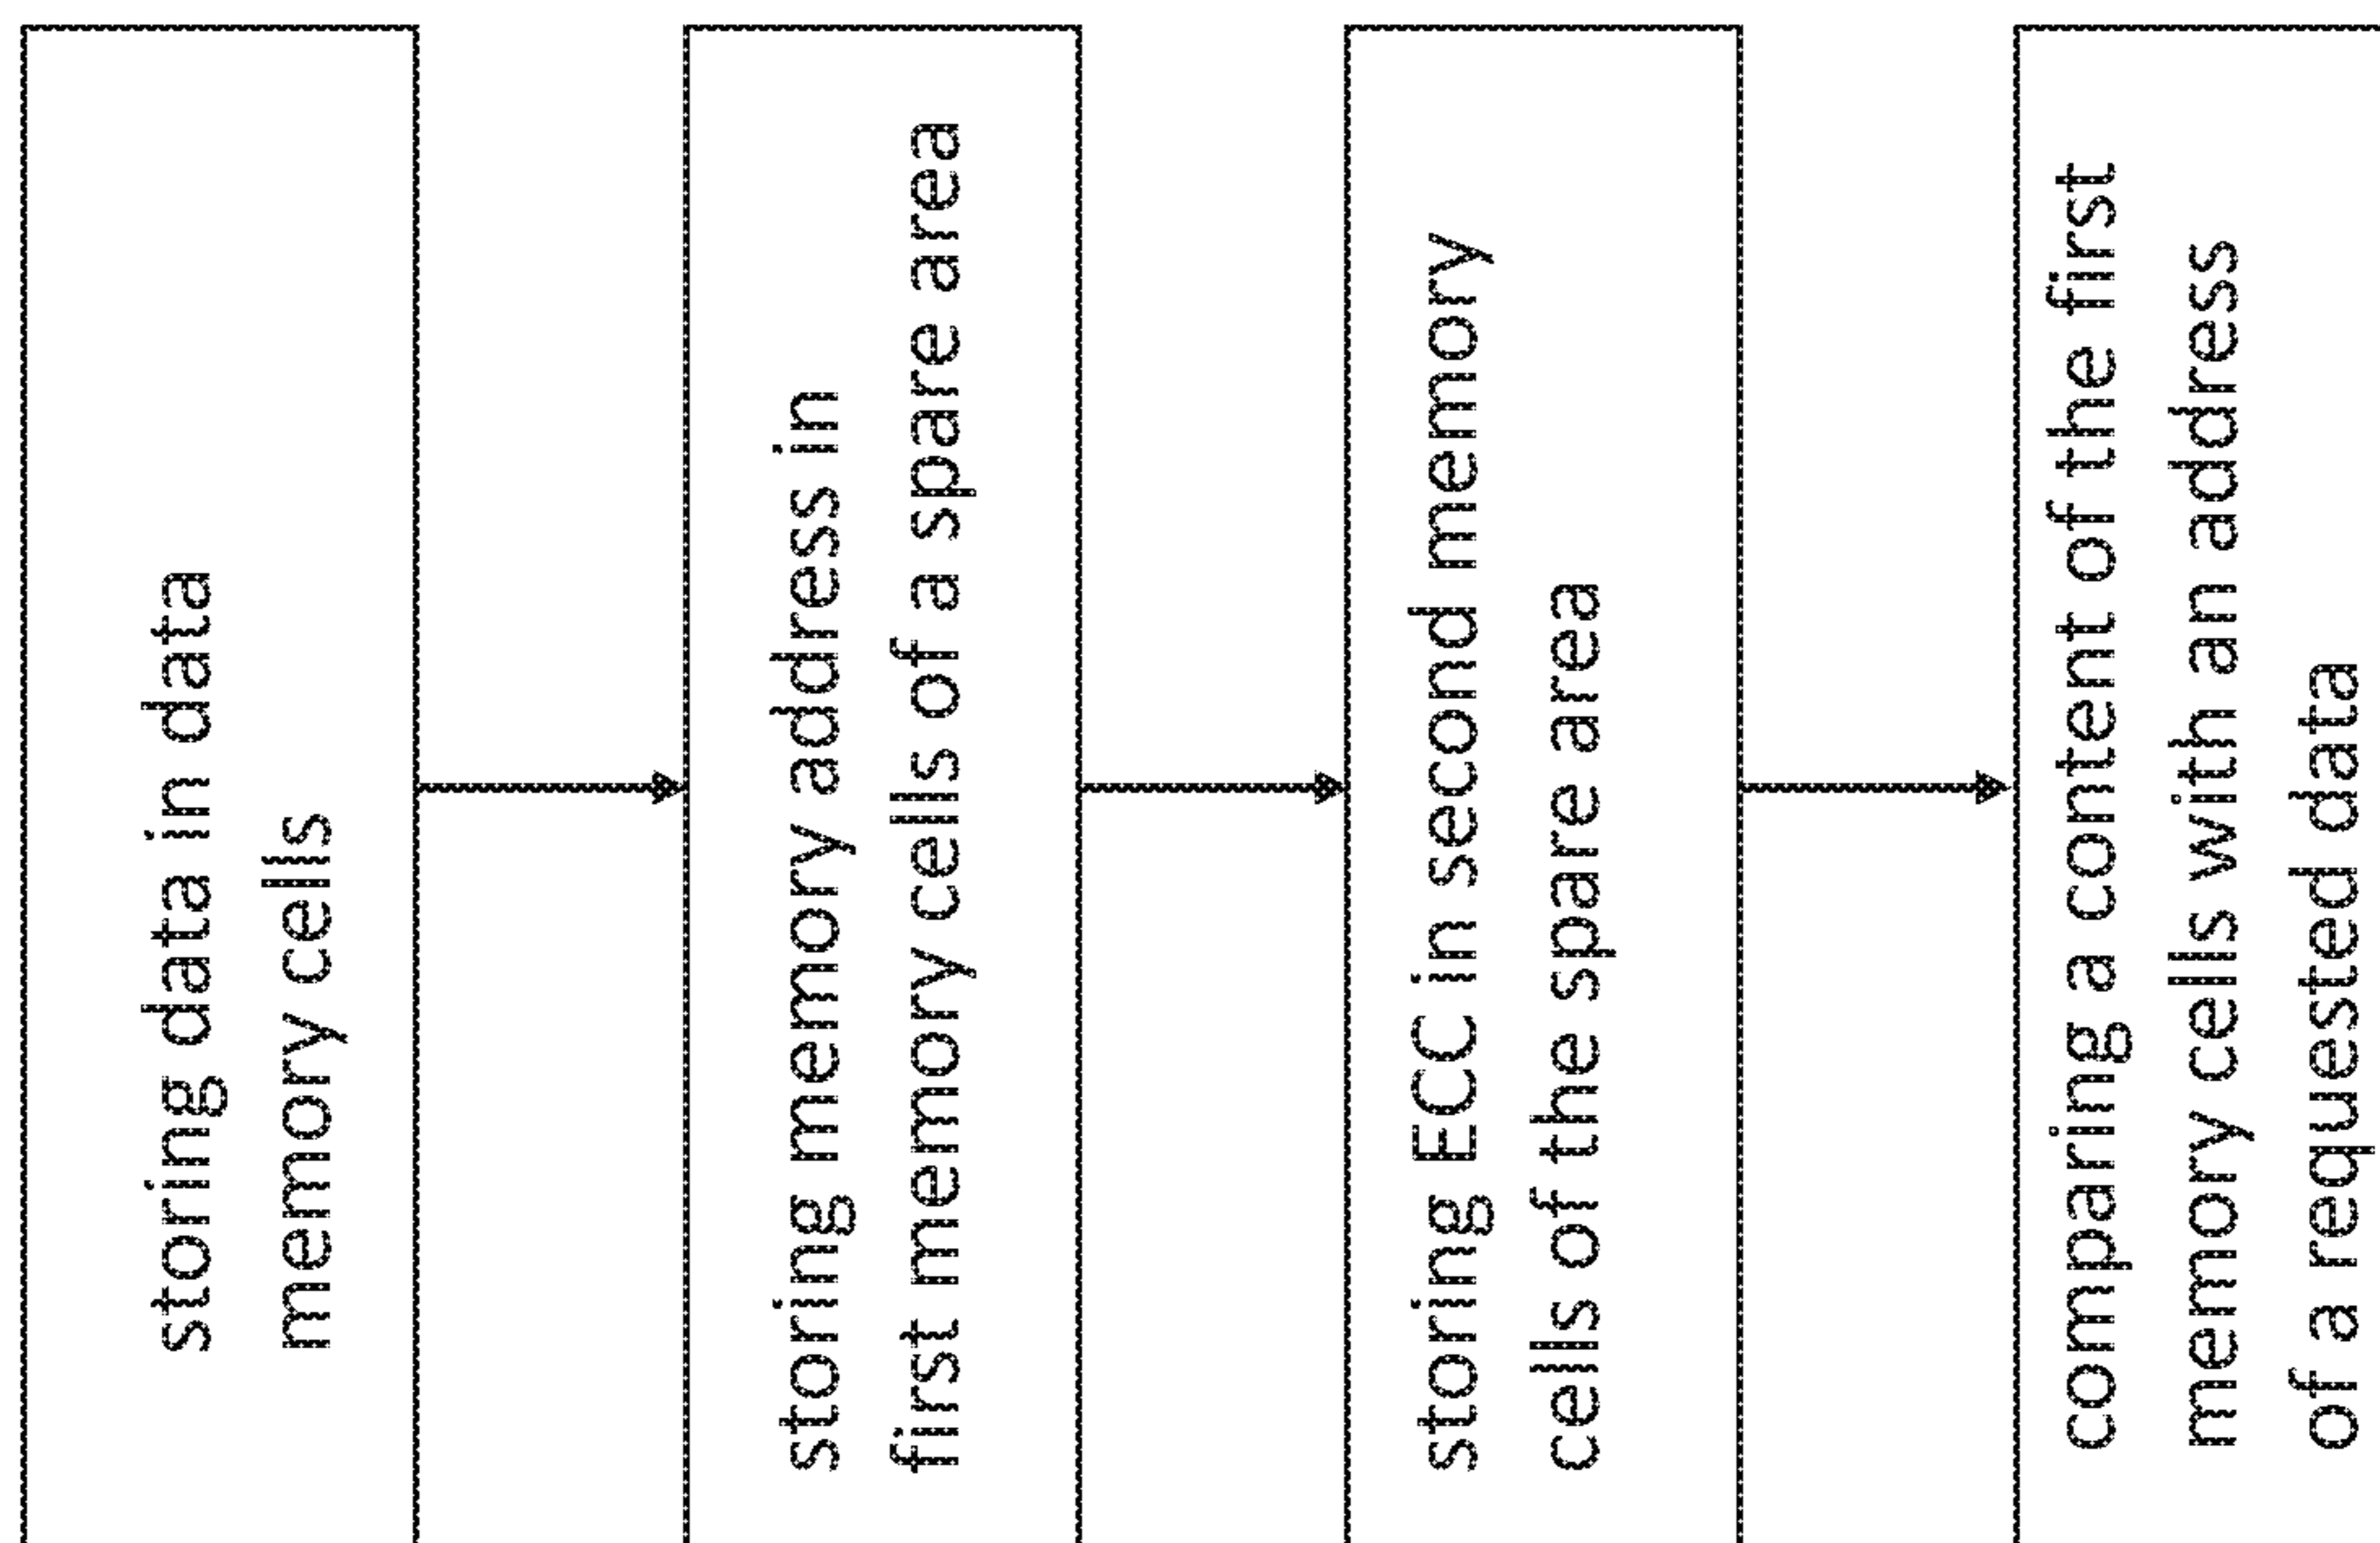 storing data in data
memory cells
storing memory address in
first memory cells of a spare area
storing ECC in second memory
cells of the spare area
comparing a content of the first
memory cells with an address
of a requested data